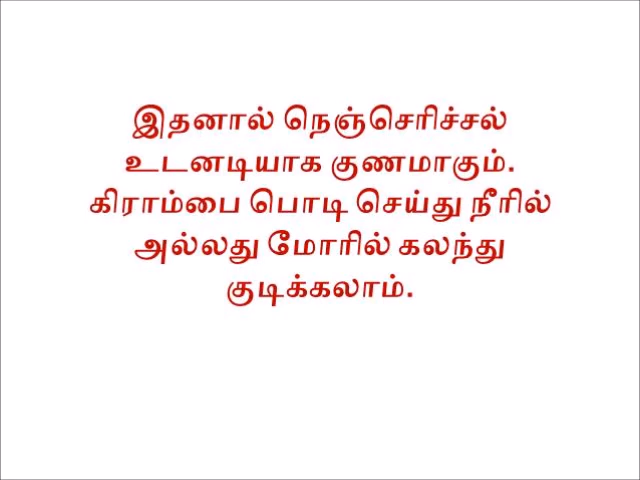 இதனால் நெஞ்செரிச்சல்
உடனடியாக குணமாகும்.
கிராம்பை பொடி செய்து நீரில்
அல்லது மோரில் கலந்து
குடிக்கலாம்.